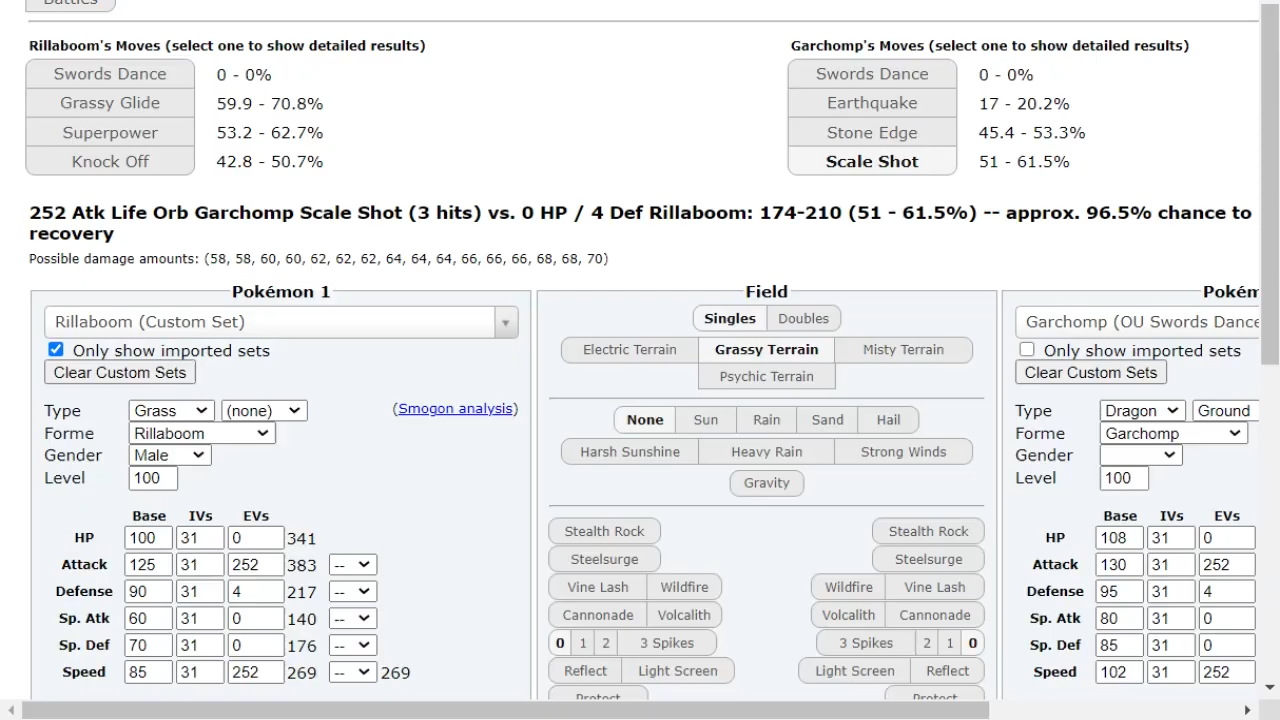 Battles
Rillaboom's Moves (select one to show detailed results)
Swords Dance 0 - 0%
Grassy Glide 59.9 - 70.8%
Superpower 53.2 - 62.7%
Knock Off 42.8 - 50.7%
Garchomp's Moves (select one to show detailed results)
Swords Dance 0 - 0%
Earthquake 17 - 20.2%
Stone Edge 45.4 - 53.3%
Scale Shot 51 - 61.5%
252 Atk Life Orb Garchomp Scale Shot (3 hits) vs. 0 HP / 4 Def Rillaboom: 174-210 (51 - 61.5%) -- approx. 96.5% chance to
recovery
Possible damage amounts: (58, 58, 60, 60, 62, 62, 62, 64, 64, 64, 66, 66, 66, 68, 68, 70)
Pokémon 1
Rillaboom (Custom Set)
Only show imported sets
Clear Custom Sets
Type Grass (none) (Smogon analysis)
Forme Rillaboom
Gender Male
Level 100
Base IVs EVs
HP 100 31 0 341
Attack 125 31 252 383 --
Defense 90 31 4 217 --
Sp. Atk 60 31 0 140 --
Sp. Def 70 31 0 176 --
Speed 85 31 252 269 -- 269
Field
Singles Doubles
Electric Terrain Grassy Terrain Misty Terrain
Psychic Terrain
None Sun Rain Sand Hail
Harsh Sunshine Heavy Rain Strong Winds
Gravity
Stealth Rock Stealth Rock
Steelsurge Steelsurge
Vine Lash Wildfire Wildfire Vine Lash
Cannonade Volcalith Volcalith Cannonade
0 1 2 3 Spikes 3 Spikes 2 1 0
Reflect Light Screen Light Screen Reflect
Protect Protect
Pokém
Garchomp (OU Swords Dance
Only show imported sets
Clear Custom Sets
Type Dragon Ground
Forme Garchomp
Gender
Level 100
Base IVs EVs
HP 108 31 0
Attack 130 31 252
Defense 95 31 4
Sp. Atk 80 31 0
Sp. Def 85 31 0
Speed 102 31 252